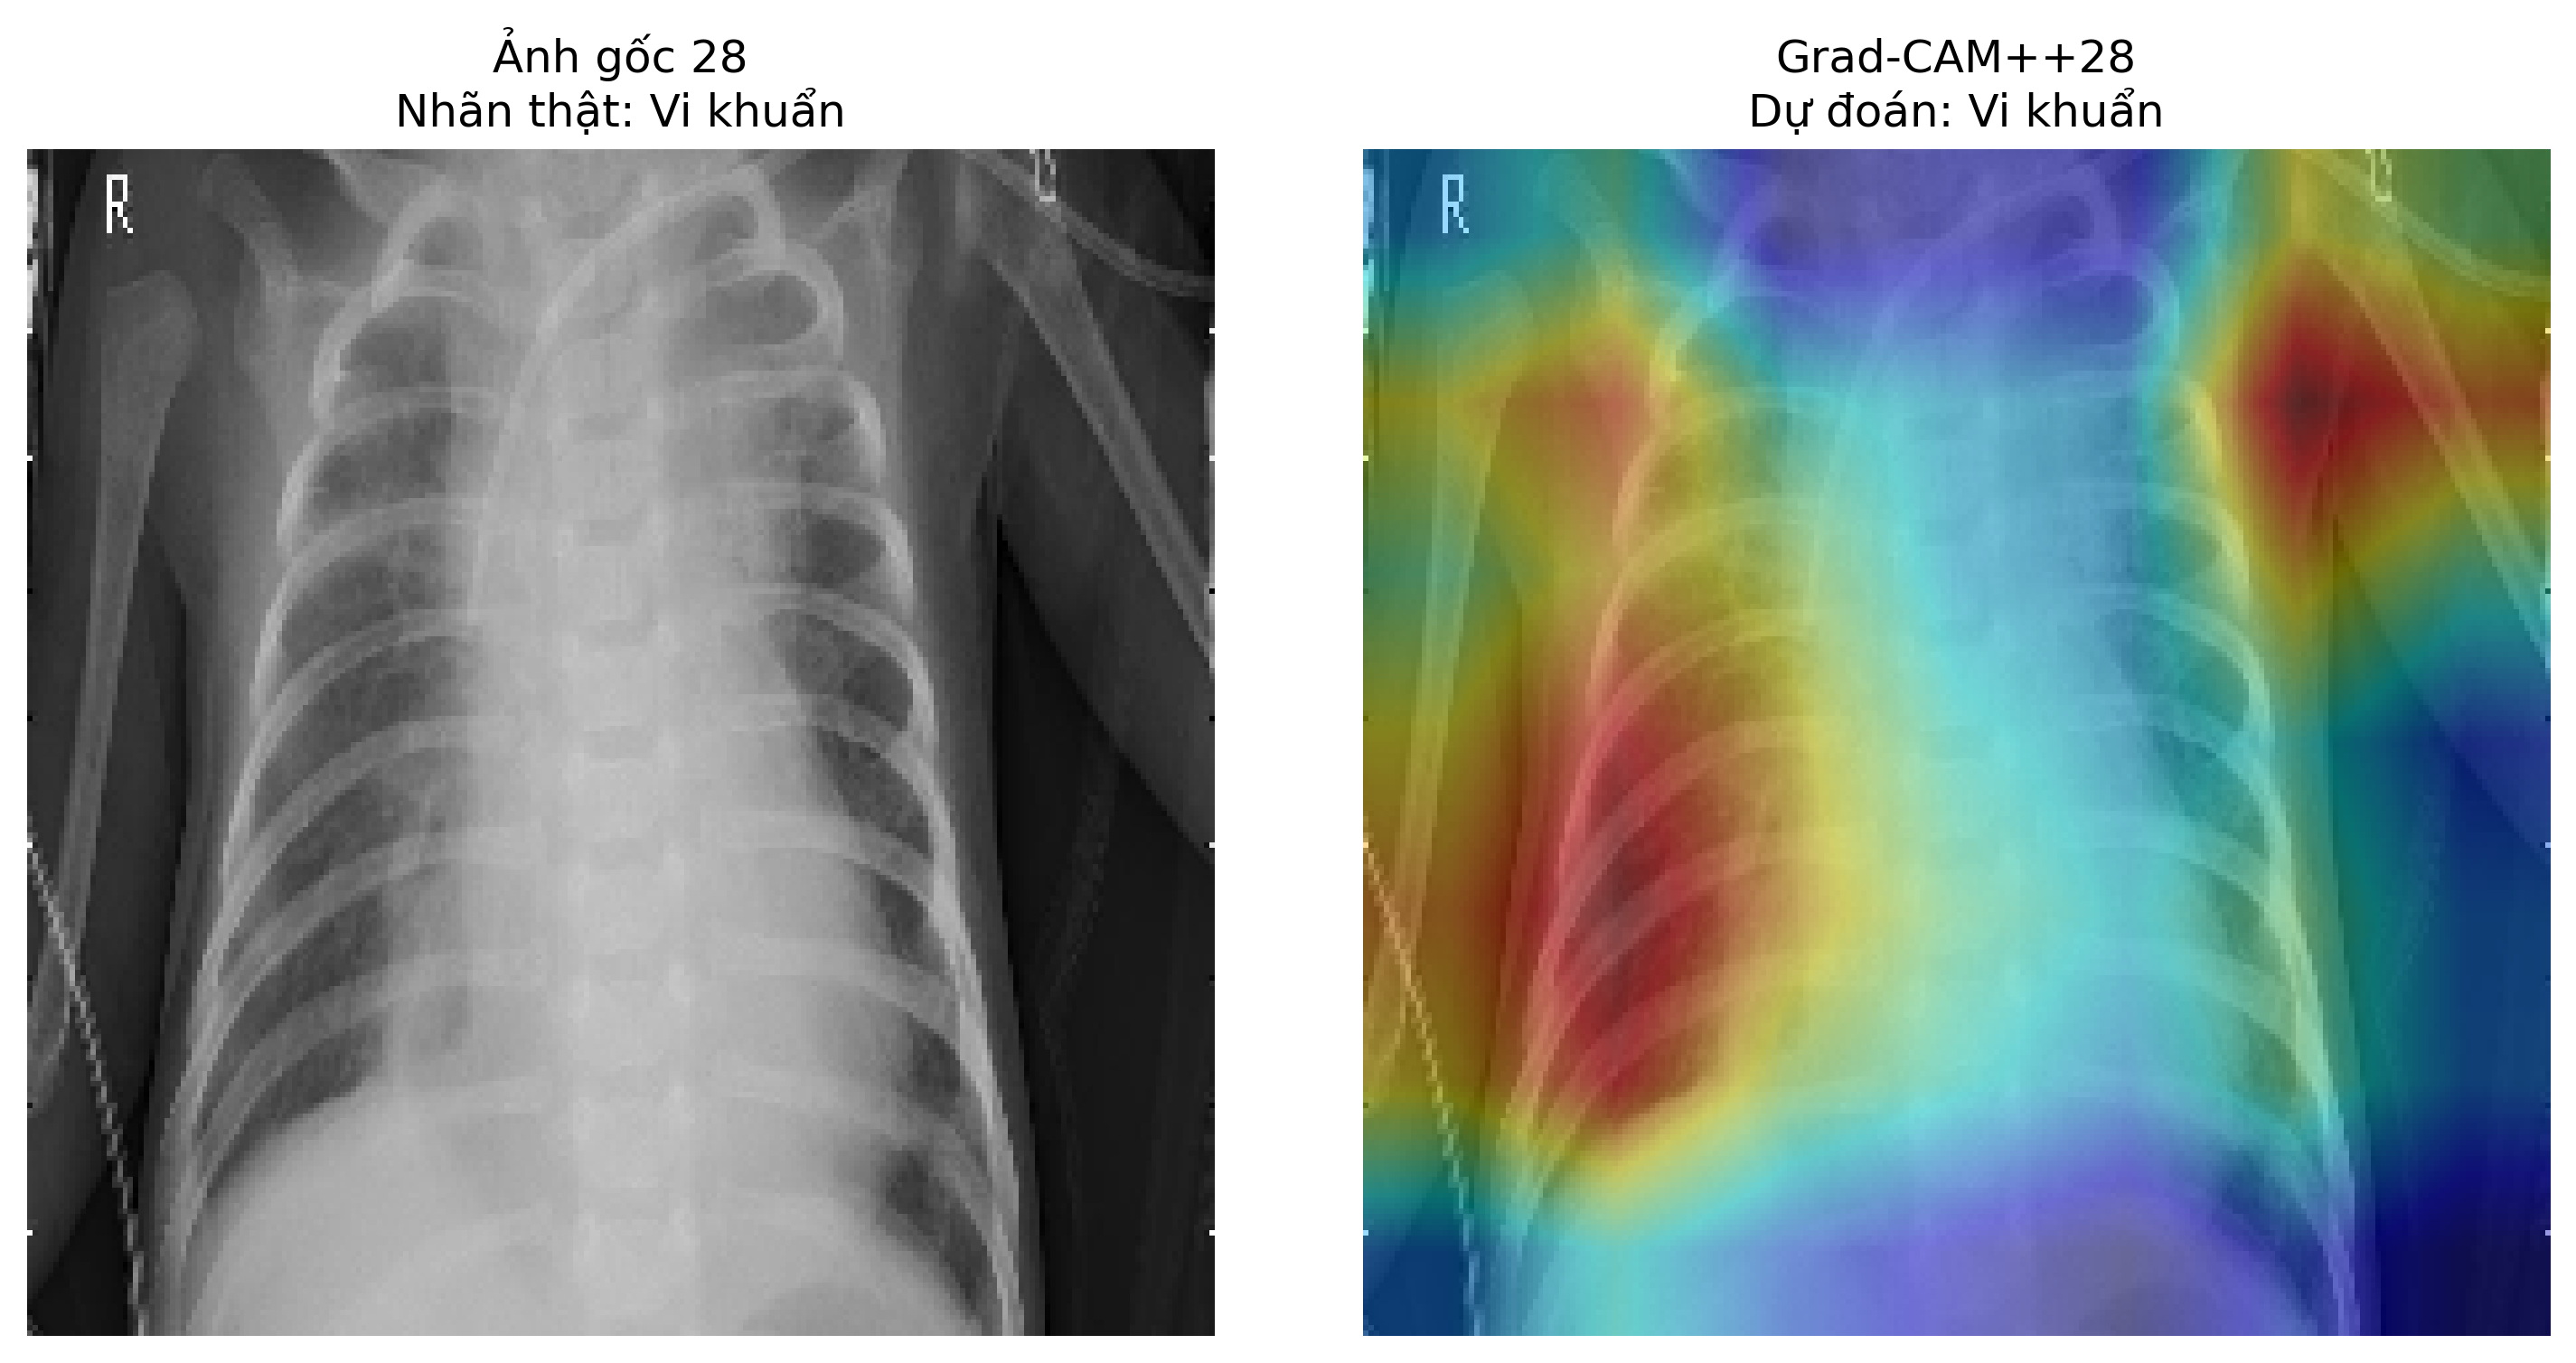 Ảnh gốc 28
Nhãn thật: Vi khuẩn
R
Grad-CAM++28
Dự đoán: Vi khuẩn
R